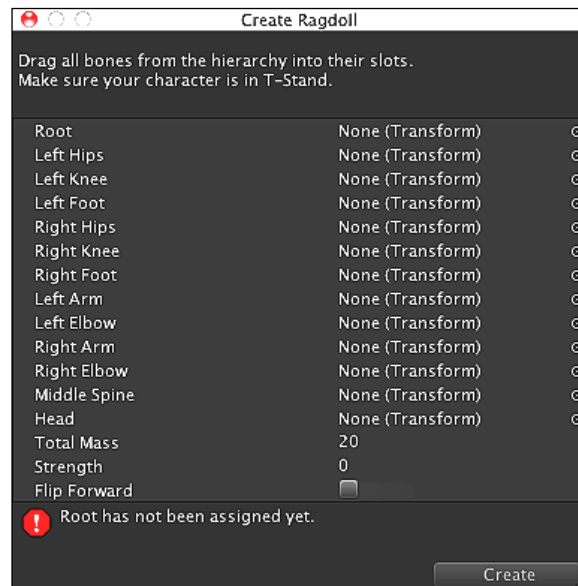 Create Ragdoll
Drag all bones from the hierarchy into their slots.
Make sure your character is in T-Stand.
Root None (Transform)
Left Hips None (Transform)
Left Knee None (Transform)
Left Foot None (Transform)
Right Hips None (Transform)
Right Knee None (Transform)
Right Foot None (Transform)
Left Arm None (Transform)
Left Elbow None (Transform)
Right Arm None (Transform)
Right Elbow None (Transform)
Middle Spine None (Transform)
Head None (Transform)
Total Mass 20
Strength 0
Flip Forward
Root has not been assigned yet.
Create